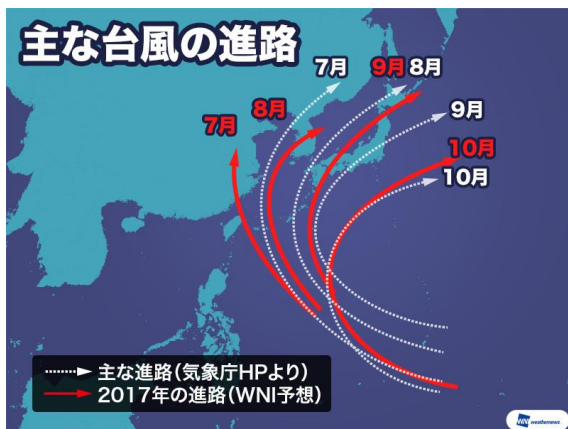 主な台風の進路
7月
9月
8月
8月
9月
7月
10月
10月
主な進路(気象庁HPより)
2017年の進路(WNI予想)
WNI weathernews